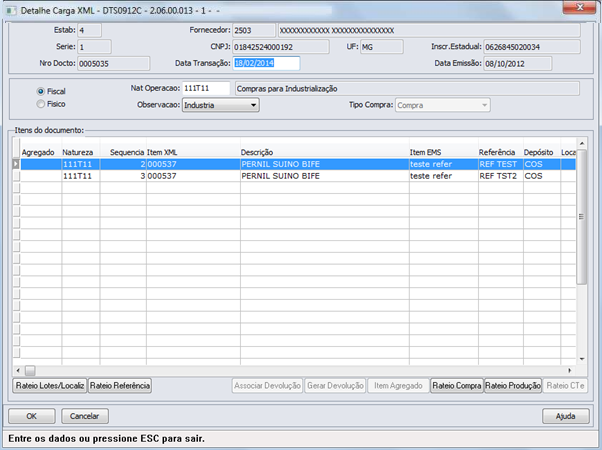 Detalhe Carga XML - DTS0912C - 2.06.00.013 - 1 - -
Estab: 4 Fornecedor: 2503 XXXXXXXXXXXX XXXXXXXXXXXXXXX
Serie: 1 CNPJ: 01842524000192 UF: MG Inscr.Estadual: 0626845020034
Nro Docto: 0005035 Data Transação: 18/02/2014 Data Emissão: 08/10/2012
Fiscal Nat Operacao: 111T11 Compras para Industrialização
Físico Observacao: Industria Tipo Compra: Compra
Itens do documento:
Agregado Natureza Sequencia Item XML Descrição Item EMS Referência Depósito Loca
111T11 2 000537 PERNIL SUINO BIFE teste refer REF TEST COS
111T11 3 000537 PERNIL SUINO BIFE teste refer REF TST2 COS
Rateio Lotes/Localiz Rateio Referência Associar Devolução Gerar Devolução Item Agregado Rateio Compra Rateio Produção Rateio CTe
OK Cancelar Ajuda
Entre os dados ou pressione ESC para sair.